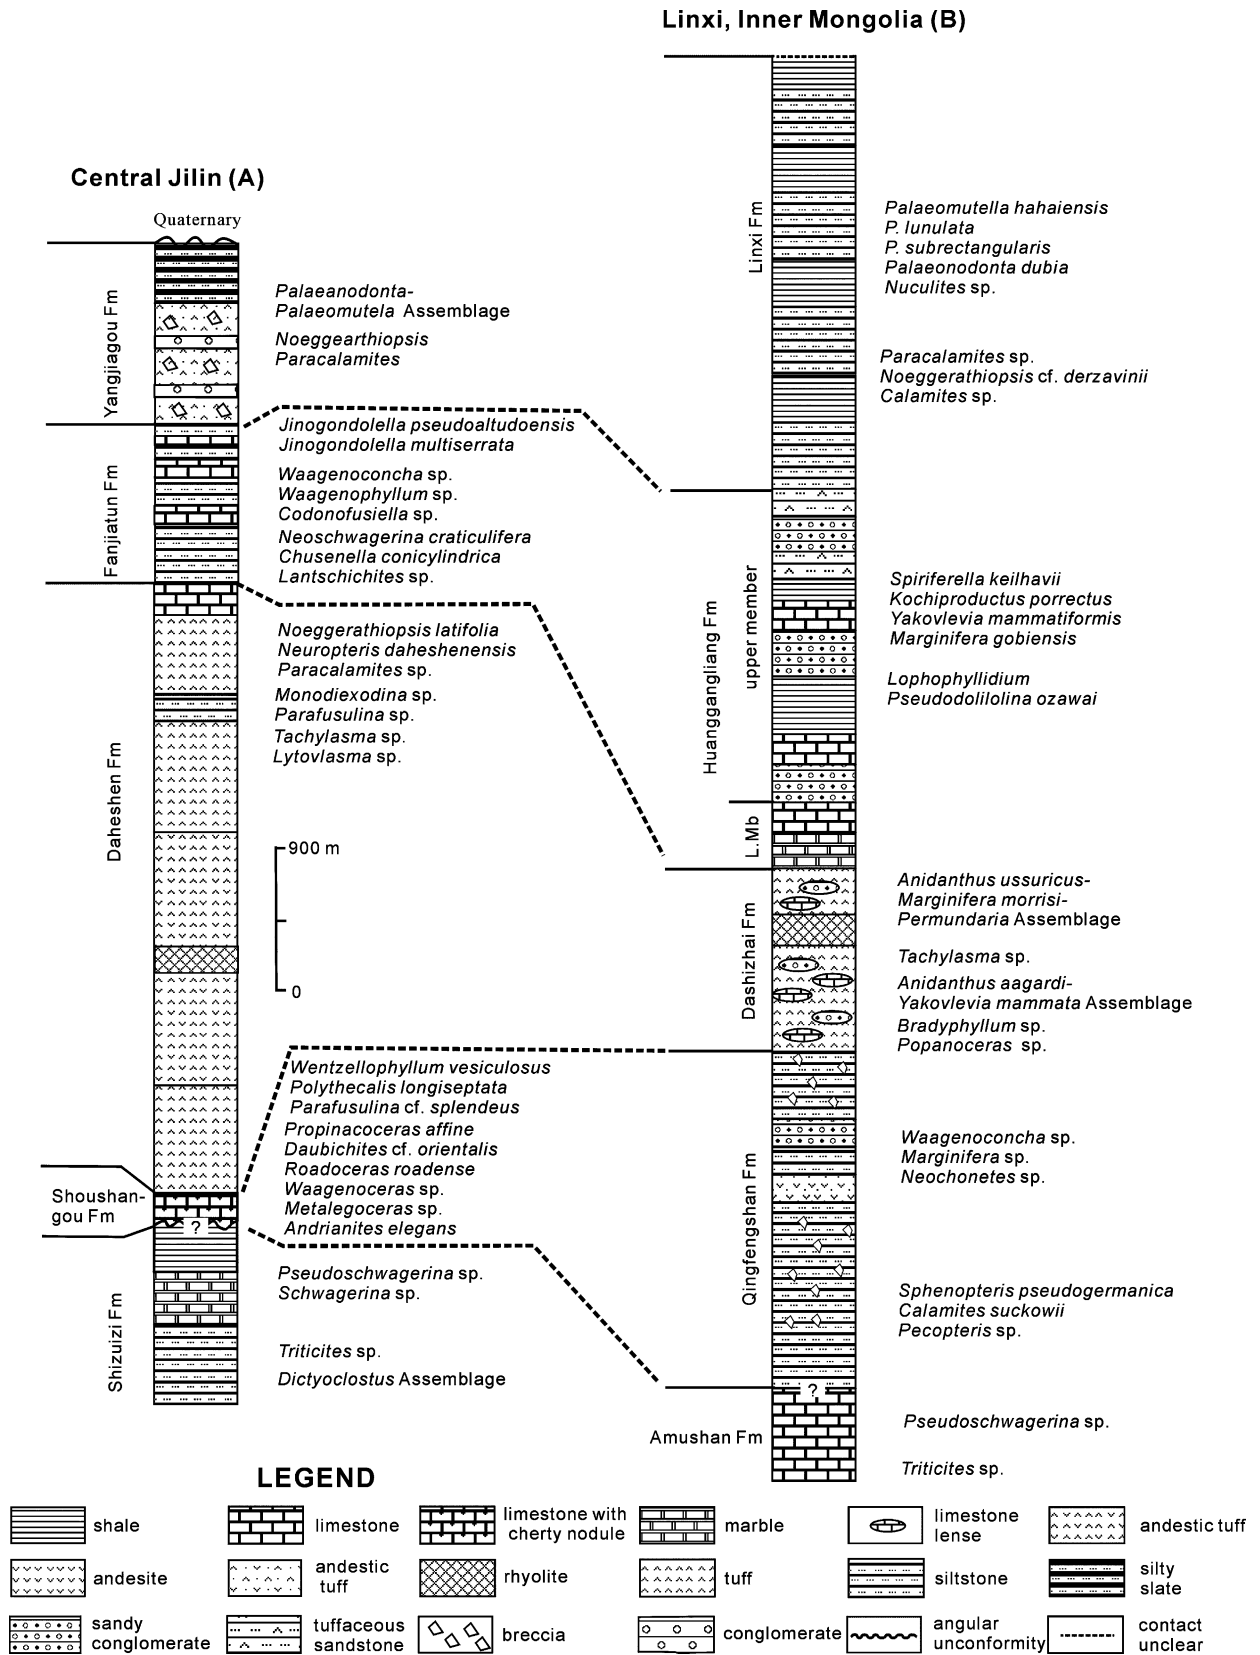 Linxi, Inner Mongolia (B)
Central Jilin (A)
Quaternary
Yangjiagou Fm
Palaeanodonta-
Palaeomutela Assemblage
Noeggearthiopsis
Paracalamites
Fanjiatun Fm
Jinogondolella pseudoaltudoensis
Jinogondolella multiserrata
Waagenoconcha sp.
Waagenophyllum sp.
Codonofusiella sp.
Neoschwagerina craticulifera
Chusenella conicylindrica
Lantschichites sp.
Daheshen Fm
Noeggerathiopsis latifolia
Neuropteris daheshenensis
Paracalamites sp.
Monodiexodina sp.
Parafusulina sp.
Tachylasma sp.
Lytovlasma sp.
900 m
0
Shoushan-
gou Fm
?
Wentzellophyllum vesiculosus
Polythecalis longiseptata
Parafusulina cf. splendeus
Propinacoceras affine
Daubichites cf. orientalis
Roadoceras roadense
Waagenoceras sp.
Metalegoceras sp.
Andrianites elegans
Shizuizi Fm
Pseudoschwagerina sp.
Schwagerina sp.
Triticites sp.
Dictyoclostus Assemblage
Linxi Fm
Palaeomutella hahaiensis
P. lunulata
P. subrectangularis
Palaeonodonta dubia
Nuculites sp.
Paracalamites sp.
Noeggerathiopsis cf. derzavinii
Calamites sp.
Huanggangliang Fm
upper member
L.Mb
Spiriferella keilhavii
Kochiproductus porrectus
Yakovlevia mammatiformis
Marginifera gobiensis
Lophophyllidium
Pseudodolilolina ozawai
Dashizhai Fm
Anidanthus ussuricus-
Marginifera morrisi-
Permundaria Assemblage
Tachylasma sp.
Anidanthus aagardi-
Yakovlevia mammata Assemblage
Bradyphyllum sp.
Popanoceras sp.
Qingfengshan Fm
Waagenoconcha sp.
Marginifera sp.
Neochonetes sp.
Sphenopteris pseudogermanica
Calamites suckowii
Pecopteris sp.
?
Amushan Fm
Pseudoschwagerina sp.
Triticites sp.
LEGEND
shale
limestone
limestone with
cherty nodule
marble
limestone
lense
andestic tuff
andesite
andestic
tuff
rhyolite
tuff
siltstone
silty
slate
sandy
conglomerate
tuffaceous
sandstone
breccia
conglomerate
angular
unconformity
contact
unclear